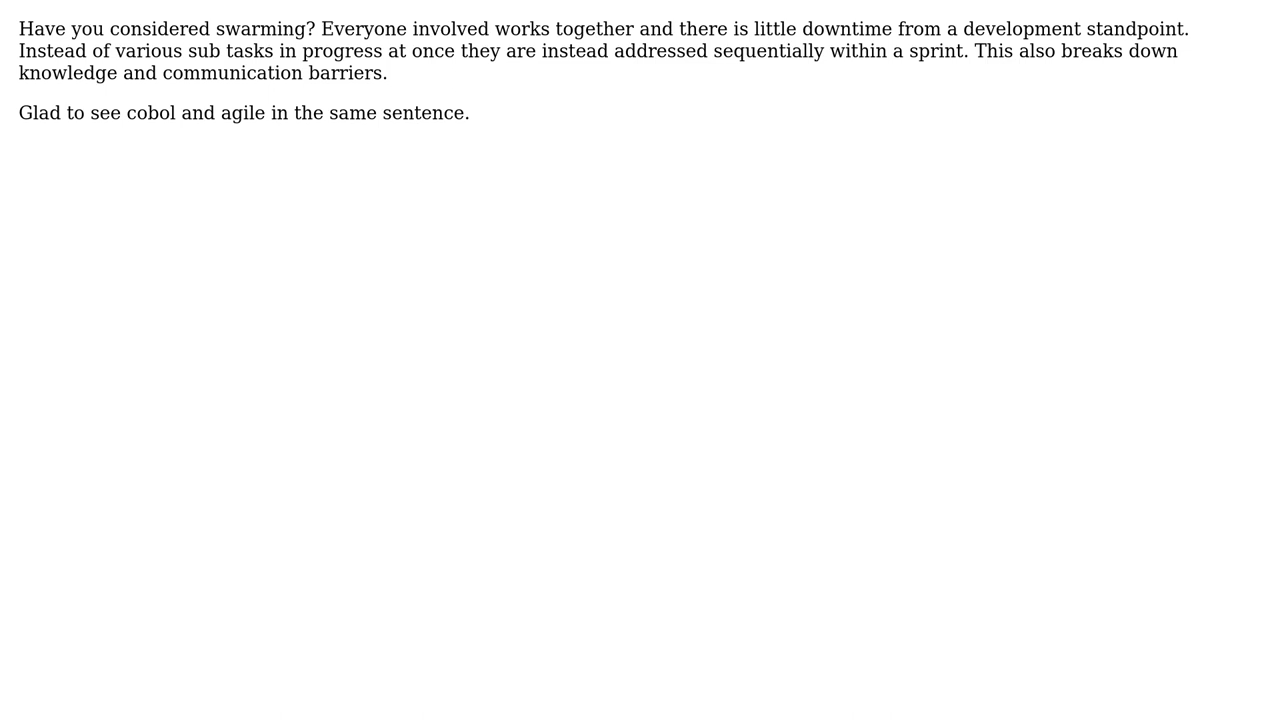 Have you considered swarming? Everyone involved works together and there is little downtime from a development standpoint.
Instead of various sub tasks in progress at once they are instead addressed sequentially within a sprint. This also breaks down
knowledge and communication barriers.
Glad to see cobol and agile in the same sentence.